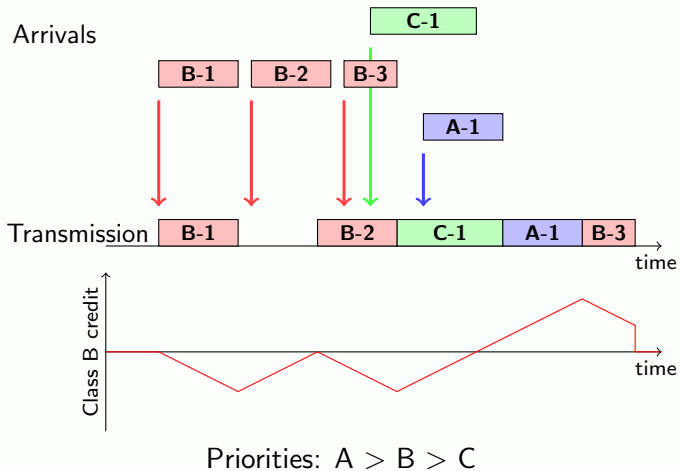 Arrivals
C-1
B-1
B-2
B-3
A-1
Transmission
B-1
B-2
C-1
A-1
B-3
time
Class B credit
time
Priorities: A > B > C